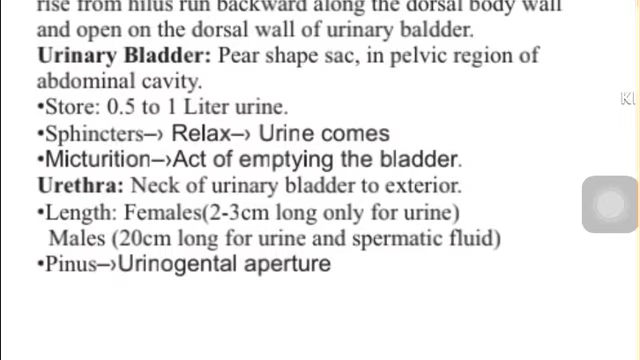 rise from hilus run backward along the dorsal body wall
and open on the dorsal wall of urinary baldder.
Urinary Bladder: Pear shape sac, in pelvic region of
abdominal cavity.
•Store: 0.5 to 1 Liter urine.
•Sphincters–› Relax–› Urine comes
•Micturition–›Act of emptying the bladder.
Urethra: Neck of urinary bladder to exterior.
•Length: Females(2-3cm long only for urine)
Males (20cm long for urine and spermatic fluid)
•Pinus–›Urinogental aperture